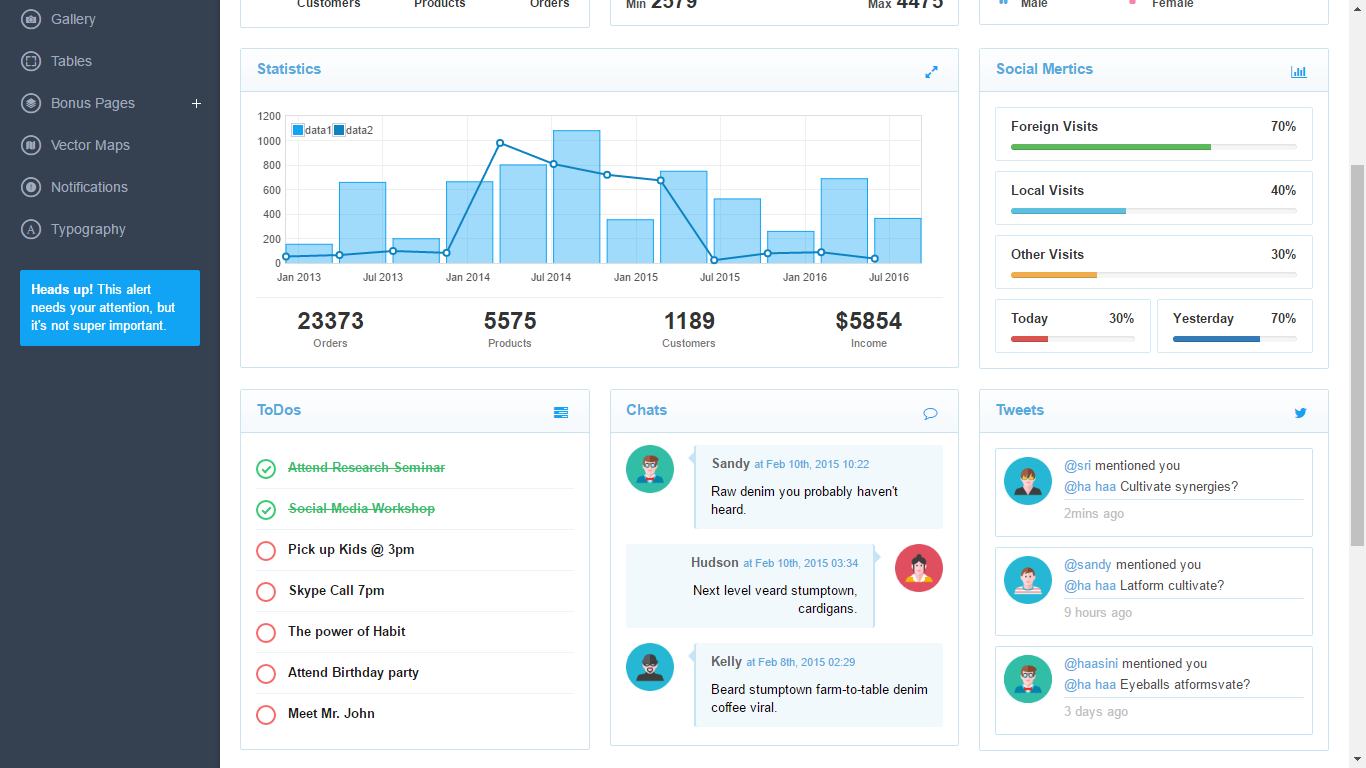 Gallery
Tables
Bonus Pages +
Vector Maps
Notifications
A Typography
Heads up! This alert
needs your attention, but
it's not super important.
Customers Products Orders
Min 2579 Max 4475
Male Female
Statistics
1200
1000
800
600
400
200
0
data1 data2
Jan 2013 Jul 2013 Jan 2014 Jul 2014 Jan 2015 Jul 2015 Jan 2016 Jul 2016
23373 5575 1189 $5854
Orders Products Customers Income
Social Mertics
Foreign Visits 70%
Local Visits 40%
Other Visits 30%
Today 30% Yesterday 70%
ToDos
Attend Research Seminar
Social Media Workshop
Pick up Kids @ 3pm
Skype Call 7pm
The power of Habit
Attend Birthday party
Meet Mr. John
Chats
Sandy at Feb 10th, 2015 10:22
Raw denim you probably haven't
heard.
Hudson at Feb 10th, 2015 03:34
Next level veard stumptown,
cardigans.
Kelly at Feb 8th, 2015 02:29
Beard stumptown farm-to-table denim
coffee viral.
Tweets
@sri mentioned you
@ha haa Cultivate synergies?
2mins ago
@sandy mentioned you
@ha haa Latform cultivate?
9 hours ago
@haasini mentioned you
@ha haa Eyeballs atformsvate?
3 days ago